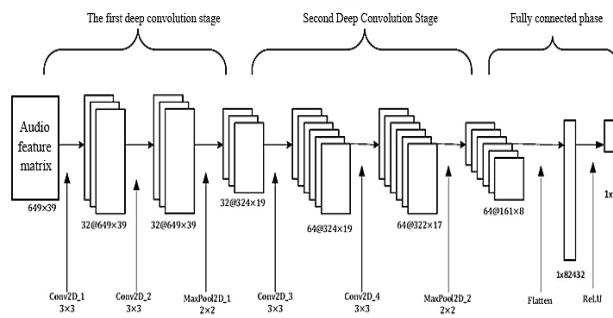 The first deep convolution stage
Second Deep Convolution Stage
Fully connected phase
Audio
feature
matrix
649×39
32@649×39
32@649×39
32@324×19
64@324×19
64@322×17
64@161×8
1x82432
1x
Conv2D_1
3×3
Conv2D_2
3×3
MaxPool2D_1
2×2
Conv2D_3
3×3
Conv2D_4
3×3
MaxPool2D_2
2×2
Flatten
ReLU